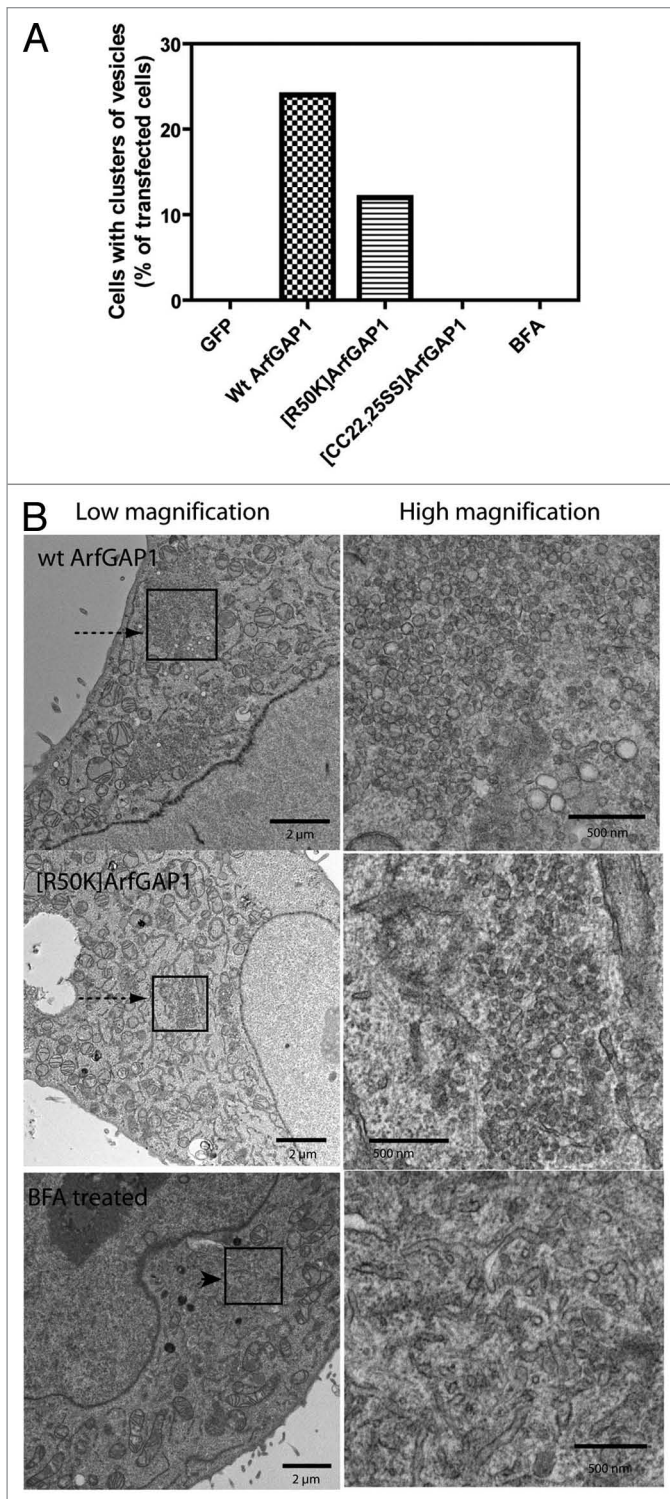 A
Cells with clusters of vesicles
(% of transfected cells)
30
20
10
0
GFP
Wt ArfGAP1
[R50K]ArfGAP1
[CC22,25SS]ArfGAP1
BFA
B
Low magnification
High magnification
wt ArfGAP1
2 µm
500 nm
[R50K]ArfGAP1
2 µm
500 nm
BFA treated
2 µm
500 nm